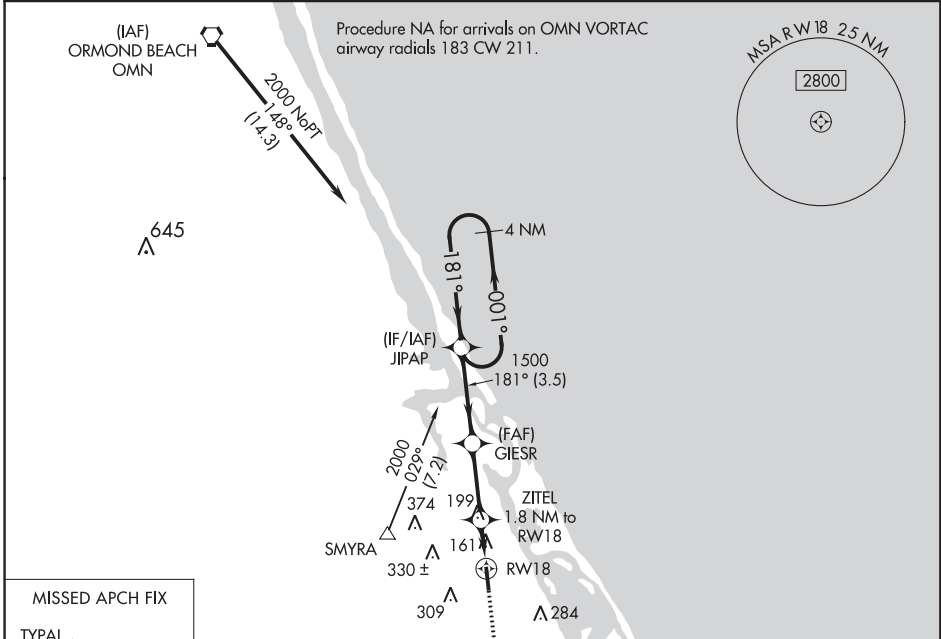 (IAF)
ORMOND BEACH
OMN
Procedure NA for arrivals on OMN VORTAC
airway radials 183 CW 211.
MSA RW18 25 NM
2800
2000 NoPT
148°
(14.3)
645
4 NM
181°
001°
(IF/IAF)
JIPAP
1500
181° (3.5)
(FAF)
GIESR
2000
029°
(7.2)
374
199
ZITEL
1.8 NM to
RW18
SMYRA
161
330 ±
RW18
309
284
MISSED APCH FIX
TYPAL